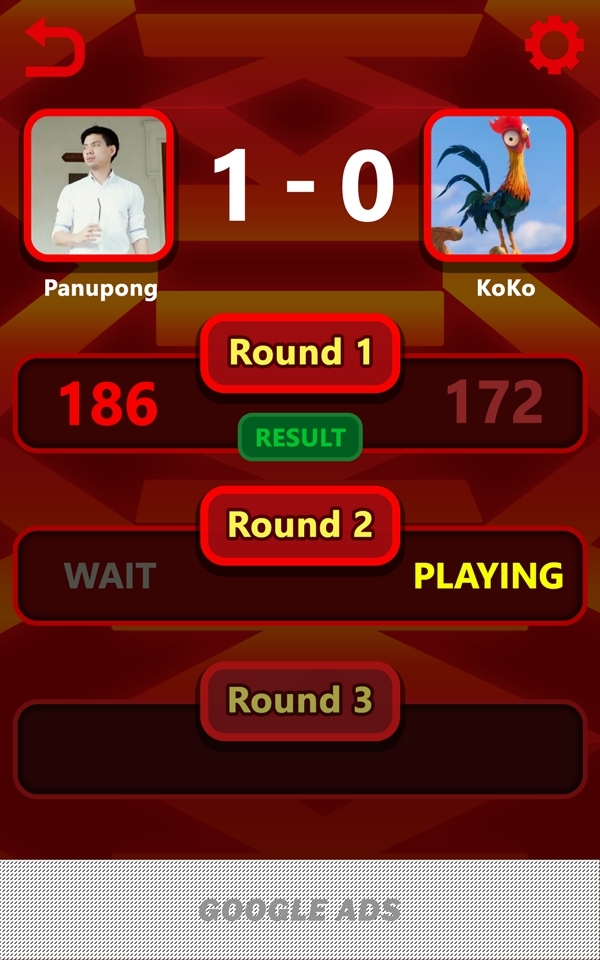 1 - 0
Panupong
KoKo
Round 1
186
172
RESULT
Round 2
WAIT
PLAYING
Round 3
GOOGLE ADS